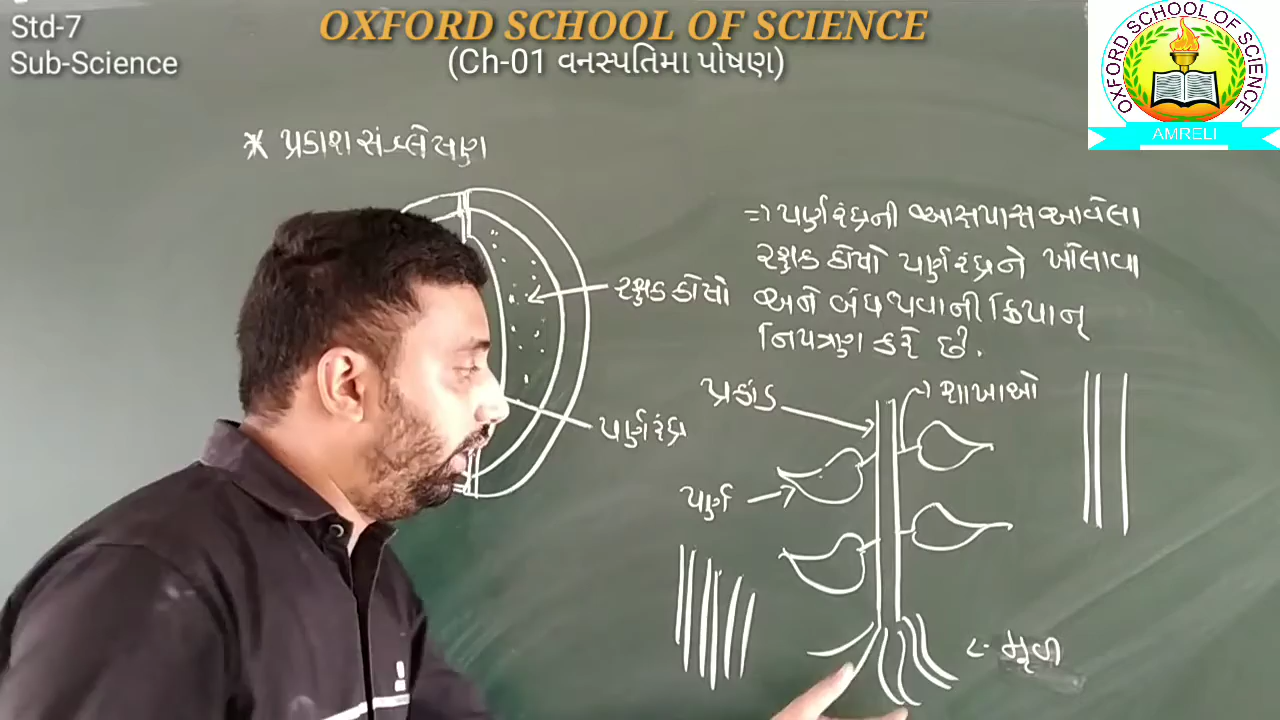 Std-7
Sub-Science
OXFORD SCHOOL OF SCIENCE
(Ch-01 વનસ્પતિમા પોષણ)
OXFORD SCHOOL OF SCIENCE
AMRELI
* પ્રકાશસંશ્લેષણ
રક્ષક કોષો
પર્ણરંધ્ર
=> પર્ણરંધ્રની આસપાસ આવેલા
રક્ષક કોષો પર્ણરંધ્રને ખોલાવા
અને બંધ થવાની ક્રિયાનુ
નિયત્રણ કરે છે.
પ્રકાંડ
શાખાઓ
પર્ણ
મૂળ